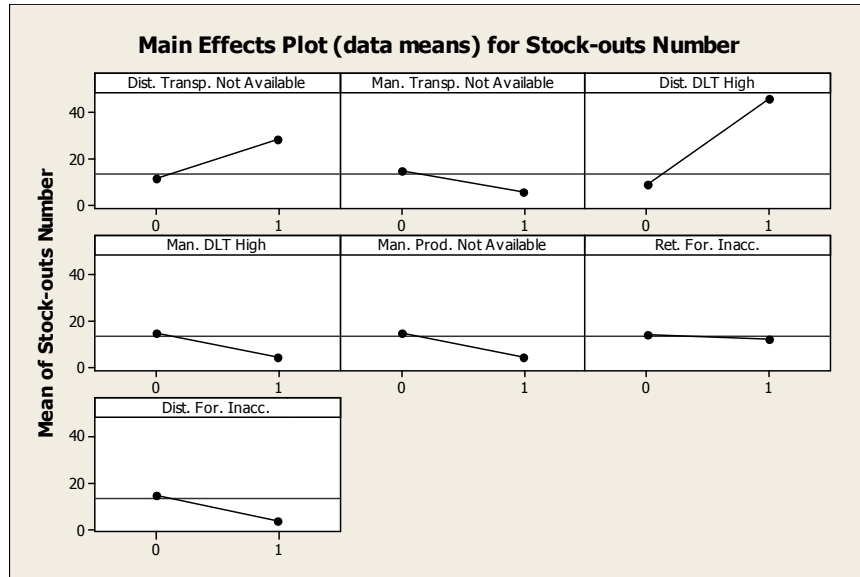 Main Effects Plot (data means) for Stock-outs Number
Mean of Stock-outs Number
Dist. Transp. Not Available
Man. Transp. Not Available
Dist. DLT High
40
20
0
0 1
0 1
0 1
Man. DLT High
Man. Prod. Not Available
Ret. For. Inacc.
40
20
0
0 1
0 1
0 1
Dist. For. Inacc.
40
20
0
0 1